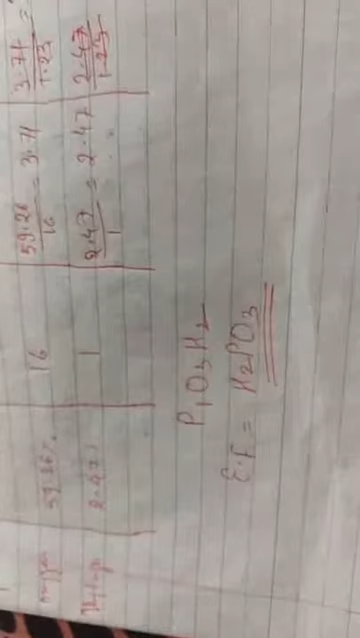 59.26% 16 59.26/16 = 3.71 3.71/1.23 =
2.47% 1 2.47/1 = 2.47 2.47/1.23
P1O3H2
E.F = H2PO3